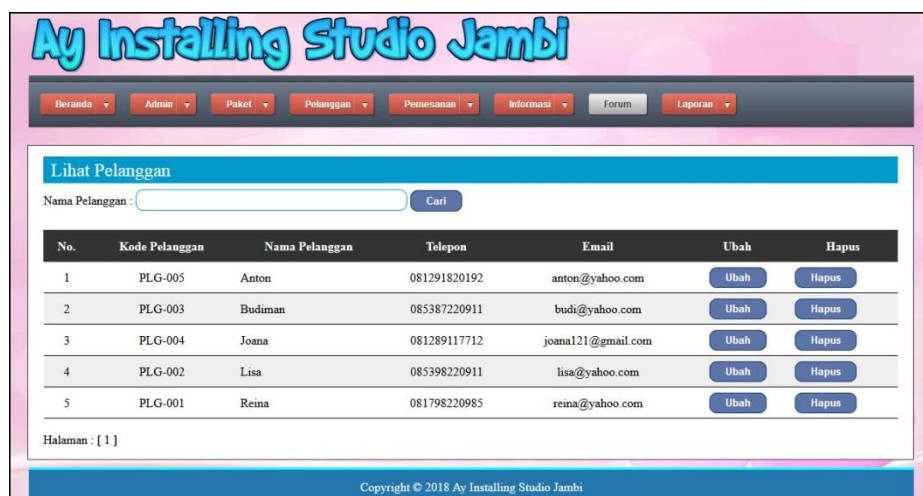 Ay Installing Studio Jambi
Beranda Admin Paket Pelanggan Pemesanan Informasi Forum Laporan
Lihat Pelanggan
Nama Pelanggan : Cari
No. Kode Pelanggan Nama Pelanggan Telepon Email Ubah Hapus
1 PLG-005 Anton 081291820192 anton@yahoo.com Ubah Hapus
2 PLG-003 Budiman 085387220911 budi@yahoo.com Ubah Hapus
3 PLG-004 Joana 081289117712 joana121@gmail.com Ubah Hapus
4 PLG-002 Lisa 085398220911 lisa@yahoo.com Ubah Hapus
5 PLG-001 Reina 081798220985 reina@yahoo.com Ubah Hapus
Halaman : [ 1 ]
Copyright © 2018 Ay Installing Studio Jambi